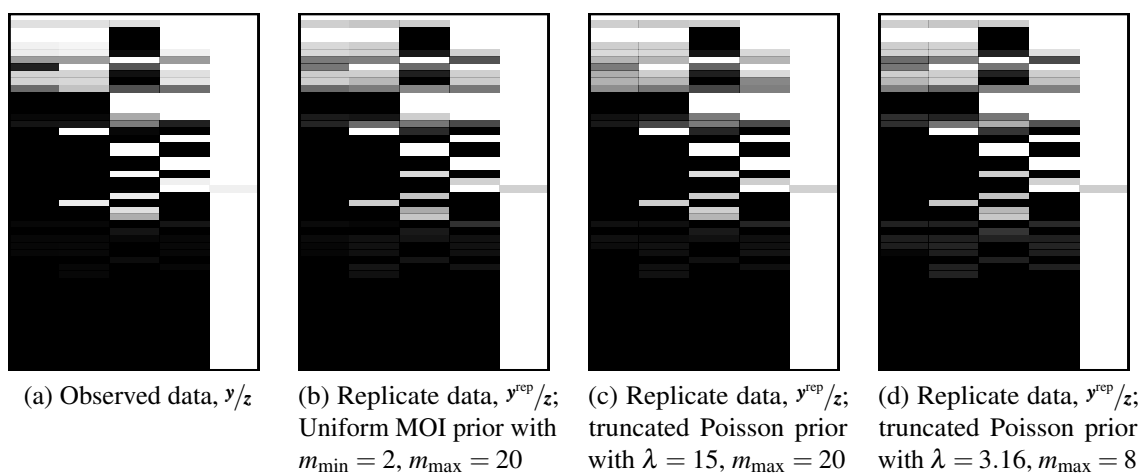 (a) Observed data, y/z
(b) Replicate data, y^rep/z;
Uniform MOI prior with
m_min = 2, m_max = 20
(c) Replicate data, y^rep/z;
truncated Poisson prior
with λ = 15, m_max = 20
(d) Replicate data, y^rep/z;
truncated Poisson prior
with λ = 3.16, m_max = 8